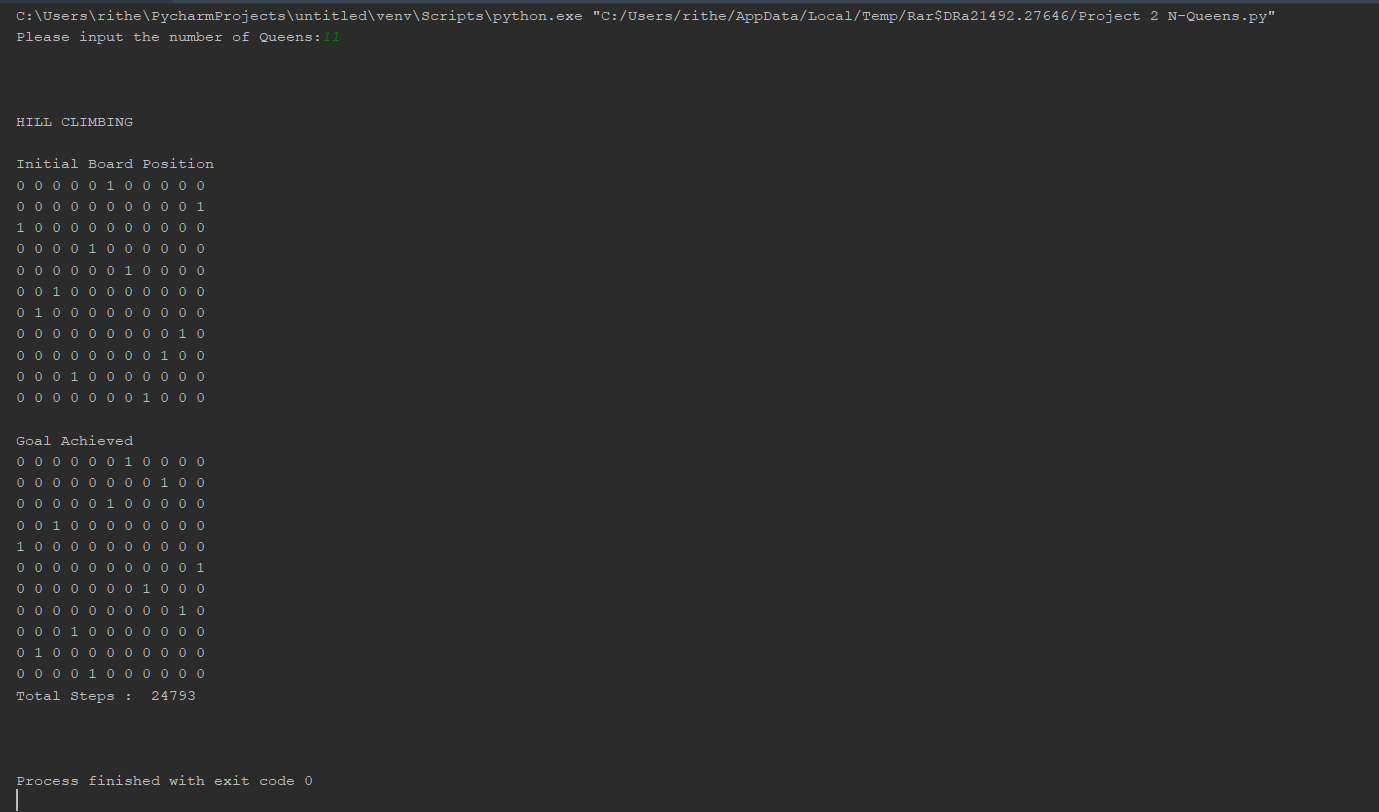 C:\Users\rithe\PycharmProjects\untitled\venv\Scripts\python.exe "C:/Users/rithe/AppData/Local/Temp/Rar$DRa21492.27646/Project 2 N-Queens.py"
Please input the number of Queens:11
HILL CLIMBING
Initial Board Position
0 0 0 0 0 1 0 0 0 0 0
0 0 0 0 0 0 0 0 0 0 1
1 0 0 0 0 0 0 0 0 0 0
0 0 0 0 1 0 0 0 0 0 0
0 0 0 0 0 0 1 0 0 0 0
0 0 1 0 0 0 0 0 0 0 0
0 1 0 0 0 0 0 0 0 0 0
0 0 0 0 0 0 0 0 0 1 0
0 0 0 0 0 0 0 0 1 0 0
0 0 0 1 0 0 0 0 0 0 0
0 0 0 0 0 0 0 1 0 0 0
Goal Achieved
0 0 0 0 0 0 1 0 0 0 0
0 0 0 0 0 0 0 0 1 0 0
0 0 0 0 0 1 0 0 0 0 0
0 0 1 0 0 0 0 0 0 0 0
1 0 0 0 0 0 0 0 0 0 0
0 0 0 0 0 0 0 0 0 0 1
0 0 0 0 0 0 0 1 0 0 0
0 0 0 0 0 0 0 0 0 1 0
0 0 0 1 0 0 0 0 0 0 0
0 1 0 0 0 0 0 0 0 0 0
0 0 0 0 1 0 0 0 0 0 0
Total Steps :  24793
Process finished with exit code 0